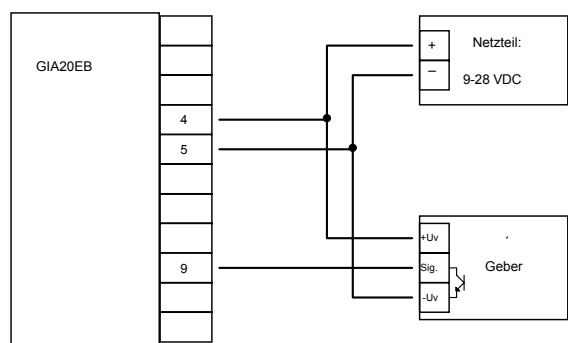 GIA20EB
4
5
9
+
–
Netzteil:
9-28 VDC
+Uv
Sig.
-Uv
Geber